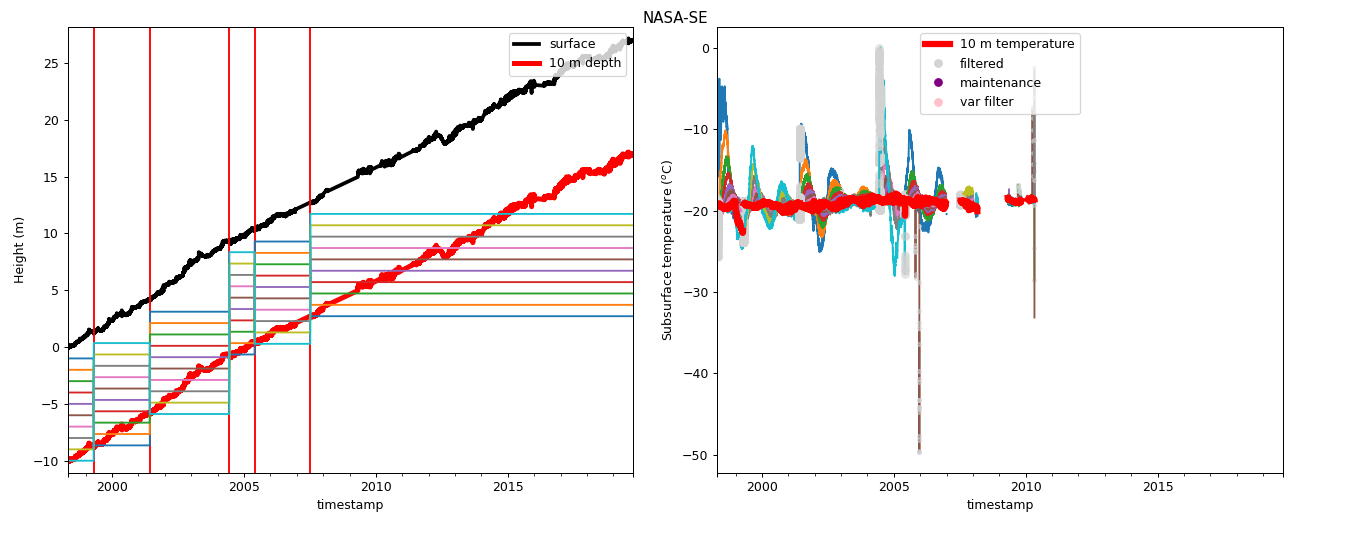 NASA-SE
surface
10 m depth
25
20
15
10
5
0
−5
−10
Height (m)
2000
2005
2010
2015
timestamp
10 m temperature
filtered
maintenance
var filter
0
−10
−20
−30
−40
−50
Subsurface temperature (°C)
2000
2005
2010
2015
timestamp